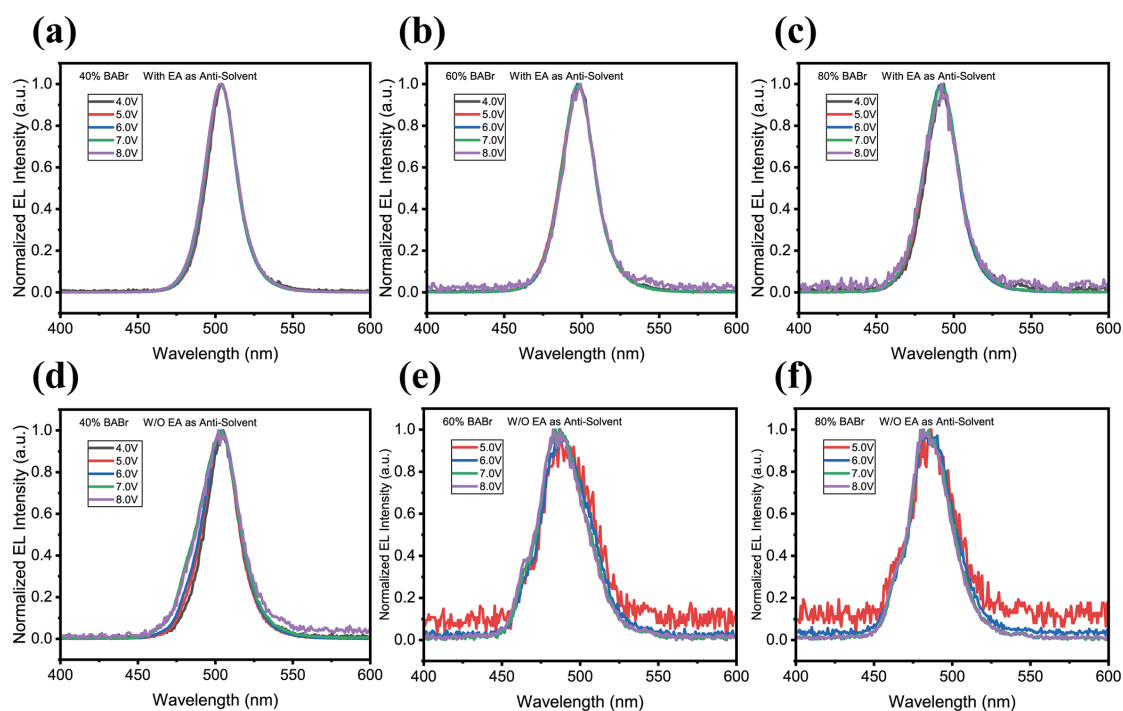 (a)
40% BABr With EA as Anti-Solvent
4.0V
5.0V
6.0V
7.0V
8.0V
Normalized EL Intensity (a.u.)
1.0
0.8
0.6
0.4
0.2
0.0
400 450 500 550 600
Wavelength (nm)
(b)
60% BABr With EA as Anti-Solvent
4.0V
5.0V
6.0V
7.0V
8.0V
Normalized EL Intensity (a.u.)
1.0
0.8
0.6
0.4
0.2
0.0
400 450 500 550 600
Wavelength (nm)
(c)
80% BABr With EA as Anti-Solvent
4.0V
5.0V
6.0V
7.0V
8.0V
Normalized EL Intensity (a.u.)
1.0
0.8
0.6
0.4
0.2
0.0
400 450 500 550 600
Wavelength (nm)
(d)
40% BABr W/O EA as Anti-Solvent
4.0V
5.0V
6.0V
7.0V
8.0V
Normalized EL Intensity (a.u.)
1.0
0.8
0.6
0.4
0.2
0.0
400 450 500 550 600
Wavelength (nm)
(e)
60% BABr W/O EA as Anti-Solvent
5.0V
6.0V
7.0V
8.0V
Normalized EL Intensity (a.u.)
1.0
0.8
0.6
0.4
0.2
0.0
400 450 500 550 600
Wavelength (nm)
(f)
80% BABr W/O EA as Anti-Solvent
5.0V
6.0V
7.0V
8.0V
Normalized EL Intensity (a.u.)
1.0
0.8
0.6
0.4
0.2
0.0
400 450 500 550 600
Wavelength (nm)